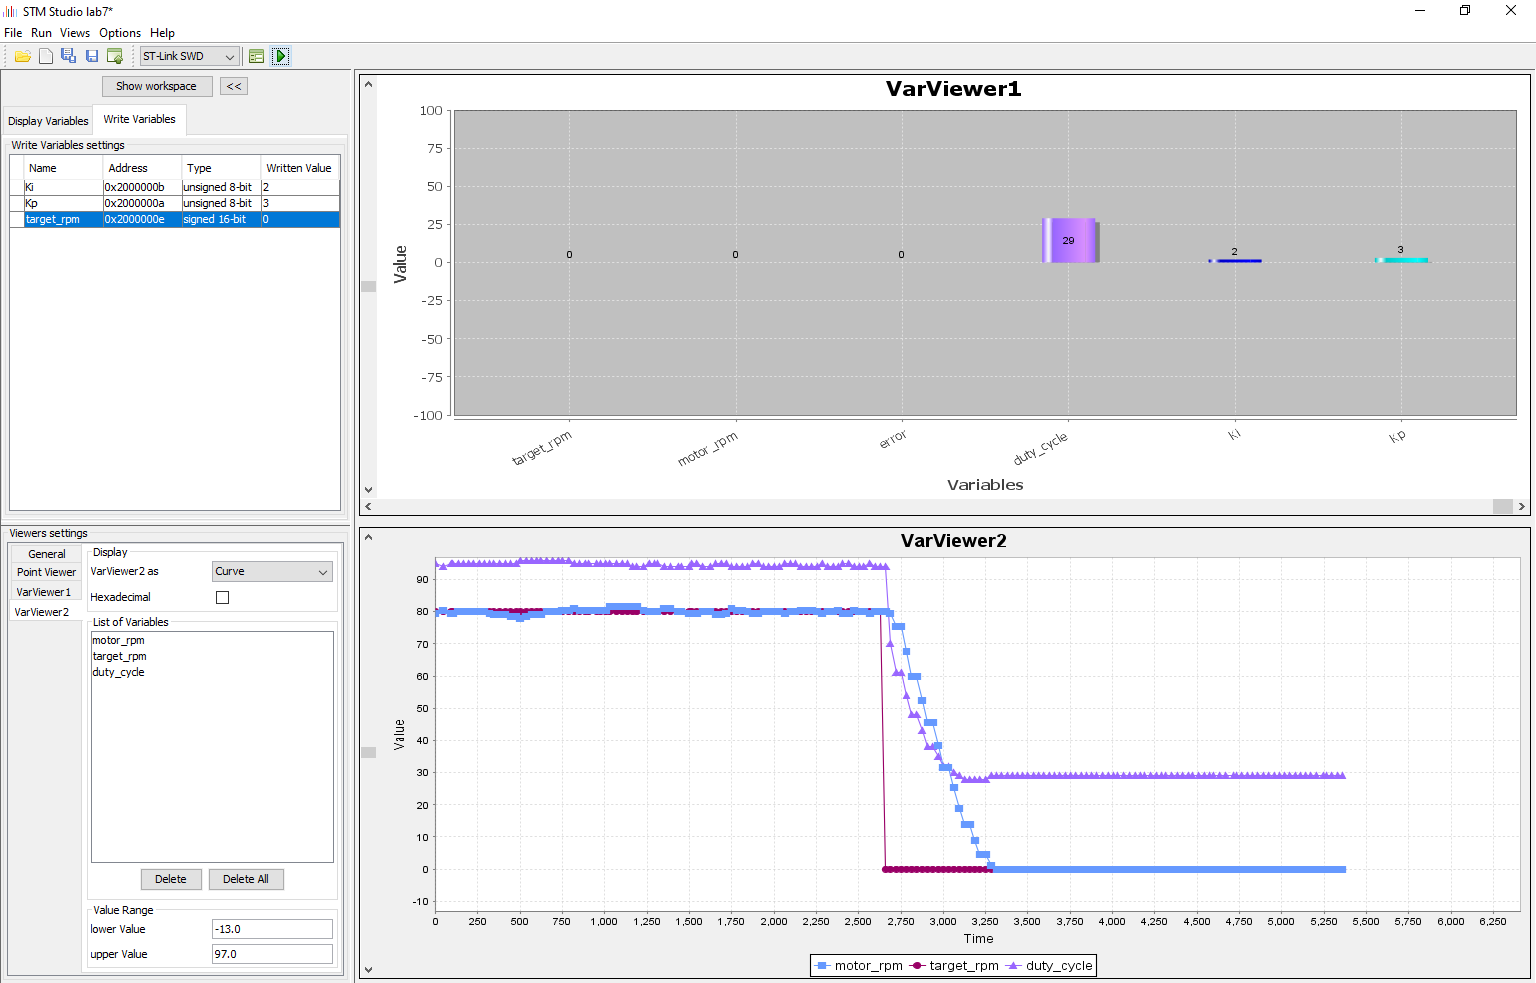 STM Studio lab7*
File Run Views Options Help
ST-Link SWD
Show workspace <<
Display Variables Write Variables
Write Variables settings
Name Address Type Written Value
Ki 0x2000000b unsigned 8-bit 2
Kp 0x2000000a unsigned 8-bit 3
target_rpm 0x2000000e signed 16-bit 0
Viewers settings
General
Point Viewer
VarViewer1
VarViewer2
Display
VarViewer2 as Curve
Hexadecimal
List of Variables
motor_rpm
target_rpm
duty_cycle
Delete Delete All
Value Range
lower Value -13.0
upper Value 97.0
VarViewer1
100
75
50
25
0
-25
-50
-75
-100
Value
0 0 0 29 2 3
target_rpm motor_rpm error duty_cycle Ki Kp
Variables
VarViewer2
90
80
70
60
50
40
30
20
10
0
-10
Value
0 250 500 750 1,000 1,250 1,500 1,750 2,000 2,250 2,500 2,750 3,000 3,250 3,500 3,750 4,000 4,250 4,500 4,750 5,000 5,250 5,500 5,750 6,000 6,250
Time
motor_rpm target_rpm duty_cycle